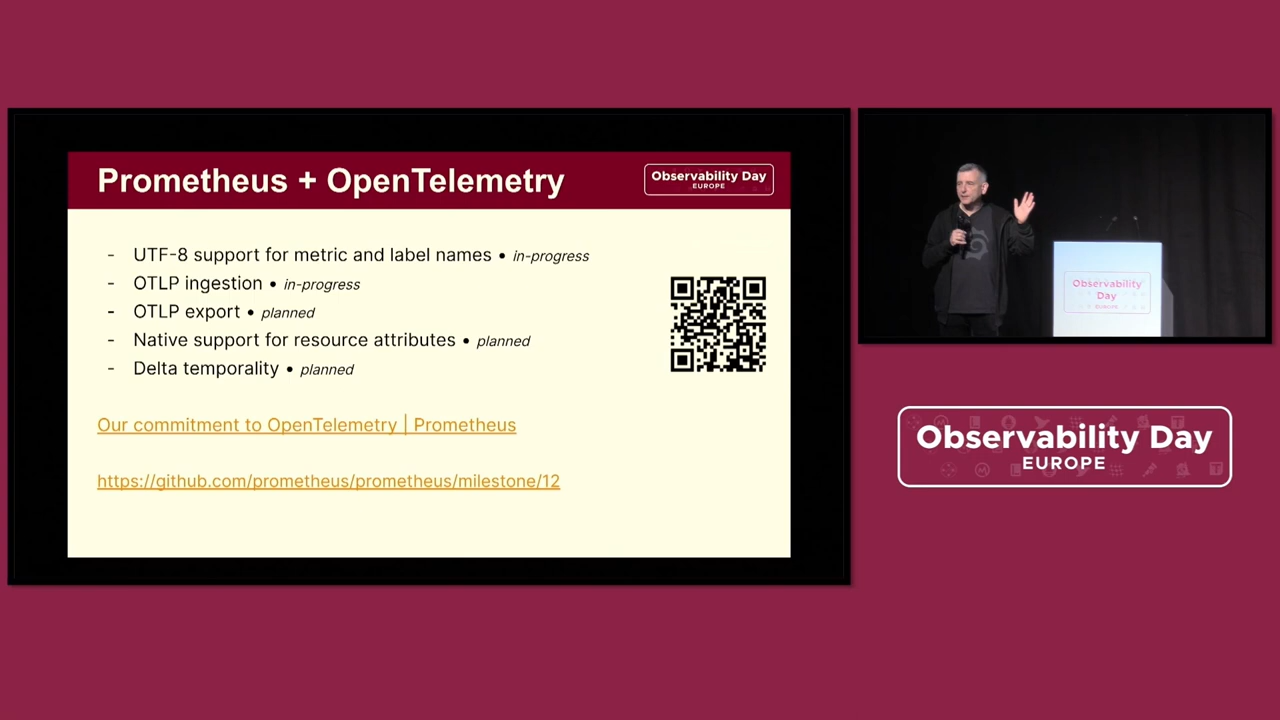 Prometheus + OpenTelemetry
Observability Day
EUROPE
- UTF-8 support for metric and label names • in-progress
- OTLP ingestion • in-progress
- OTLP export • planned
- Native support for resource attributes • planned
- Delta temporality • planned
Our commitment to OpenTelemetry | Prometheus
https://github.com/prometheus/prometheus/milestone/12
Observability
Day
EUROPE
Observability Day
EUROPE